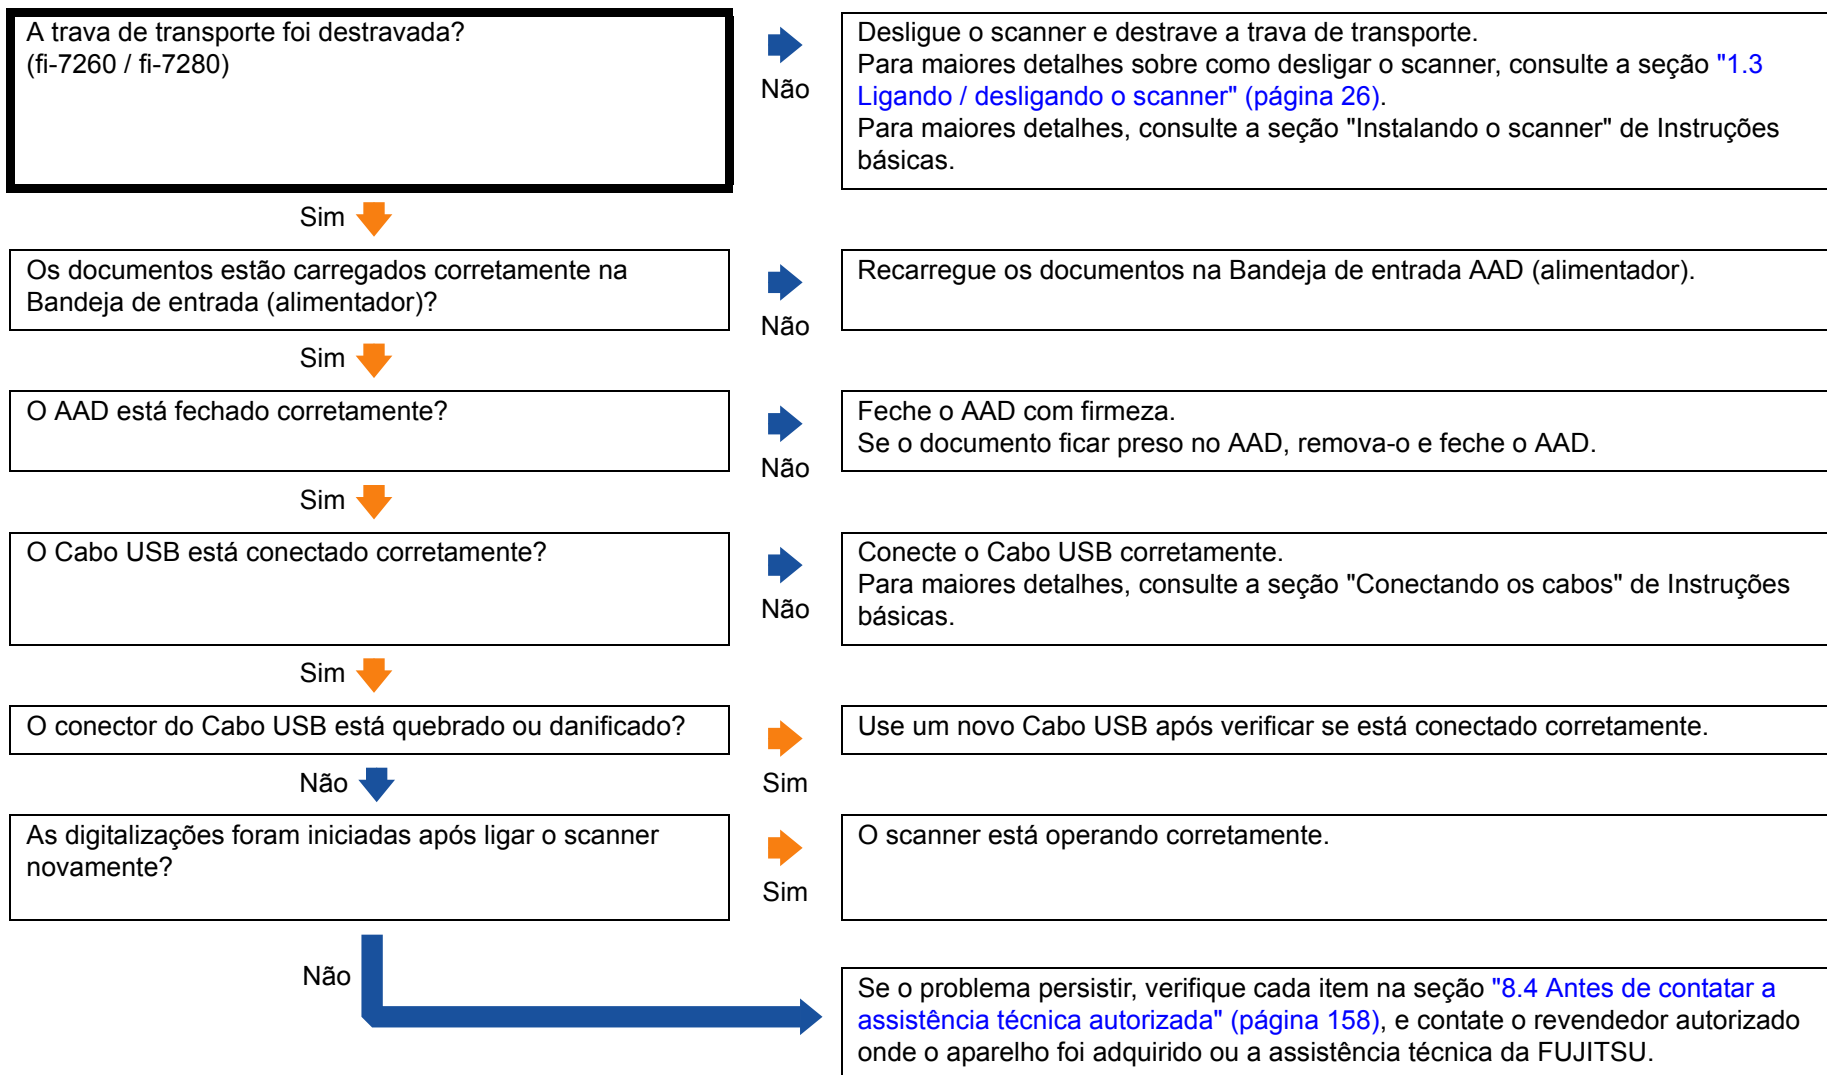 A trava de transporte foi destravada?
(fi-7260 / fi-7280)
Não
Desligue o scanner e destrave a trava de transporte.
Para maiores detalhes sobre como desligar o scanner, consulte a seção "1.3
Ligando / desligando o scanner" (página 26).
Para maiores detalhes, consulte a seção "Instalando o scanner" de Instruções
básicas.
Sim
Os documentos estão carregados corretamente na
Bandeja de entrada (alimentador)?
Não
Recarregue os documentos na Bandeja de entrada AAD (alimentador).
Sim
O AAD está fechado corretamente?
Não
Feche o AAD com firmeza.
Se o documento ficar preso no AAD, remova-o e feche o AAD.
Sim
O Cabo USB está conectado corretamente?
Não
Conecte o Cabo USB corretamente.
Para maiores detalhes, consulte a seção "Conectando os cabos" de Instruções
básicas.
Sim
O conector do Cabo USB está quebrado ou danificado?
Sim
Use um novo Cabo USB após verificar se está conectado corretamente.
Não
As digitalizações foram iniciadas após ligar o scanner
novamente?
Sim
O scanner está operando corretamente.
Não
Se o problema persistir, verifique cada item na seção "8.4 Antes de contatar a
assistência técnica autorizada" (página 158), e contate o revendedor autorizado
onde o aparelho foi adquirido ou a assistência técnica da FUJITSU.